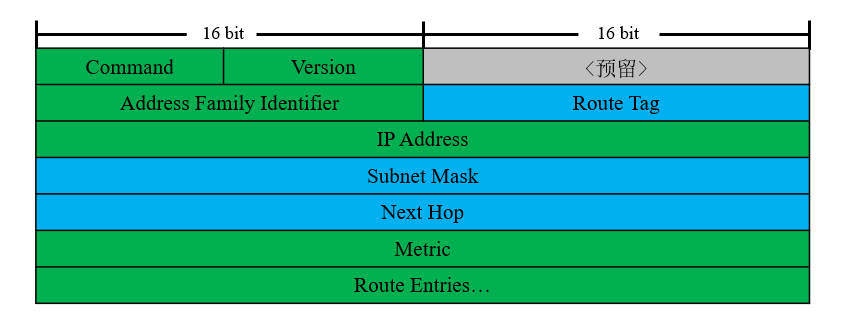 16 bit 16 bit
Command Version <预留>
Address Family Identifier Route Tag
IP Address
Subnet Mask
Next Hop
Metric
Route Entries…